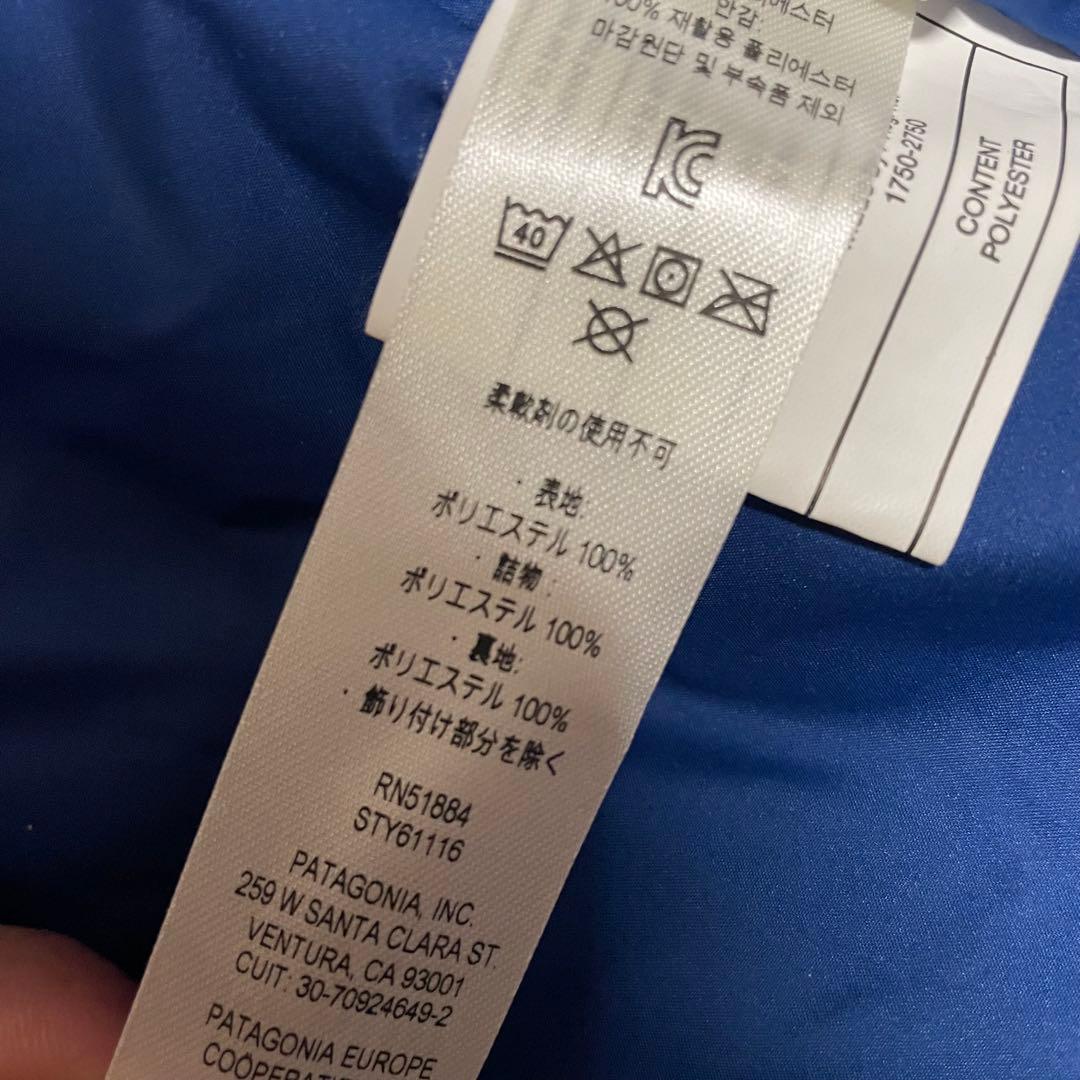 안감:
100% 재활용 폴리에스터
마감원단 및 부속품 제외
40
柔軟剤の使用不可
・表地:
ポリエステル 100%
・詰物:
ポリエステル 100%
・裏地:
ポリエステル 100%
・飾り付け部分を除く
RN51884
STY61116
PATAGONIA, INC.
259 W SANTA CLARA ST.
VENTURA, CA 93001
CUIT: 30-70924649-2
PATAGONIA EUROPE
1750-2750
CONTENT
POLYESTER